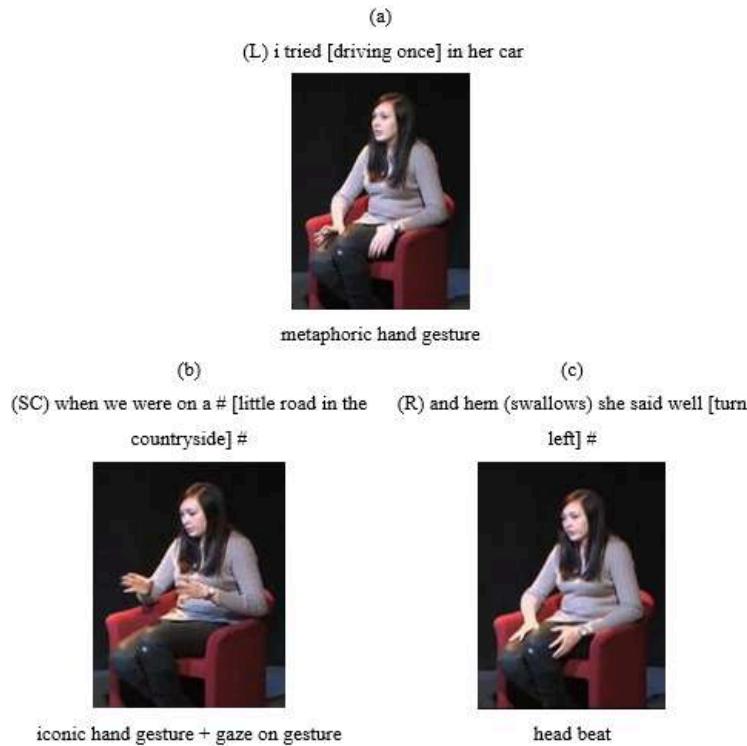 (a)
(L) i tried [driving once] in her car
metaphoric hand gesture
(b)
(SC) when we were on a # [little road in the
countryside] #
iconic hand gesture + gaze on gesture
(c)
(R) and hem (swallows) she said well [turn
left] #
head beat